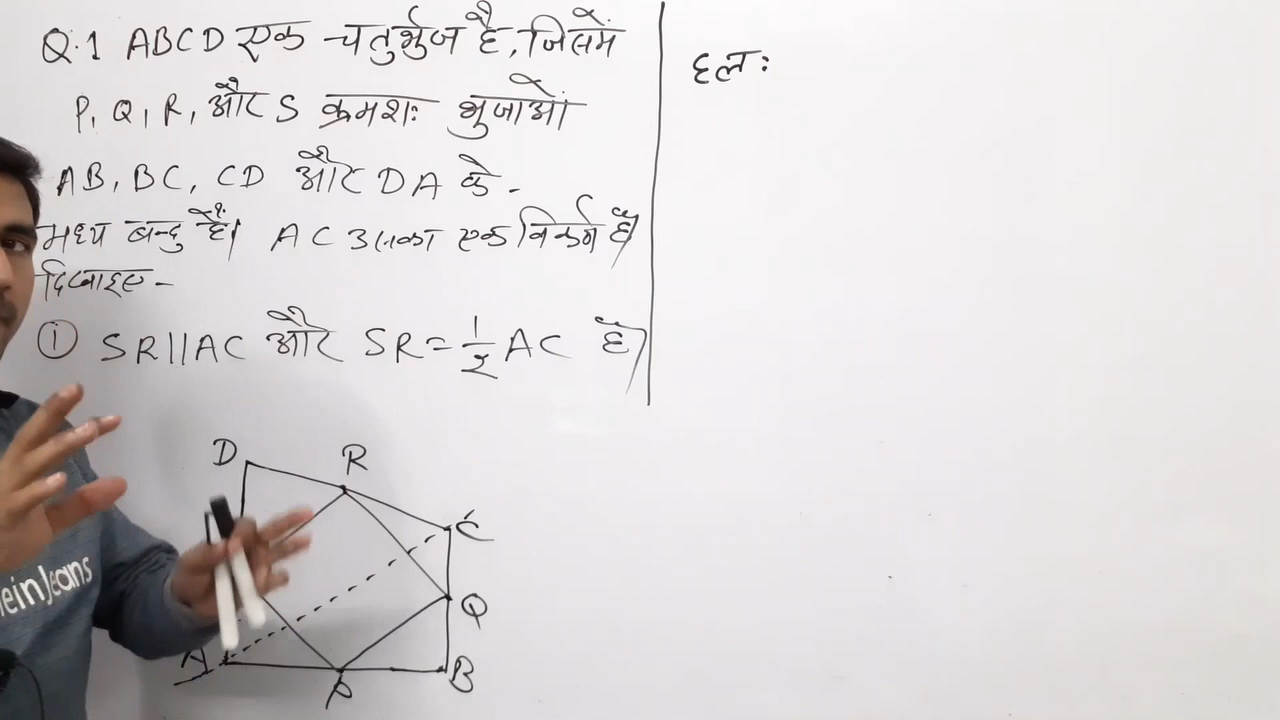 Q.1 ABCD एक चतुर्भुज है, जिसमें
P, Q, R, और S क्रमशः भुजाओं
AB, BC, CD और DA के -
मध्य बिन्दु हैं। AC उसका एक विकर्ण है।
दिखाइए -
① SR||AC और SR = 1/2 AC है।
हलः
D
R
C
Q
A
P
B
leinJeans